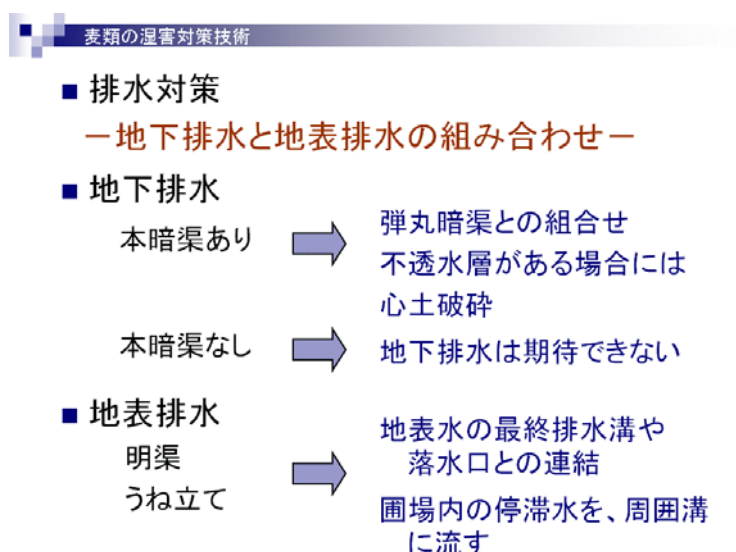 麦類の湿害対策技術
排水対策
－地下排水と地表排水の組み合わせ－
地下排水
本暗渠あり
弾丸暗渠との組合せ
不透水層がある場合には
心土破砕
本暗渠なし
地下排水は期待できない
地表排水
明渠
うね立て
地表水の最終排水溝や
落水口との連結
圃場内の停滞水を、周囲溝
に流す